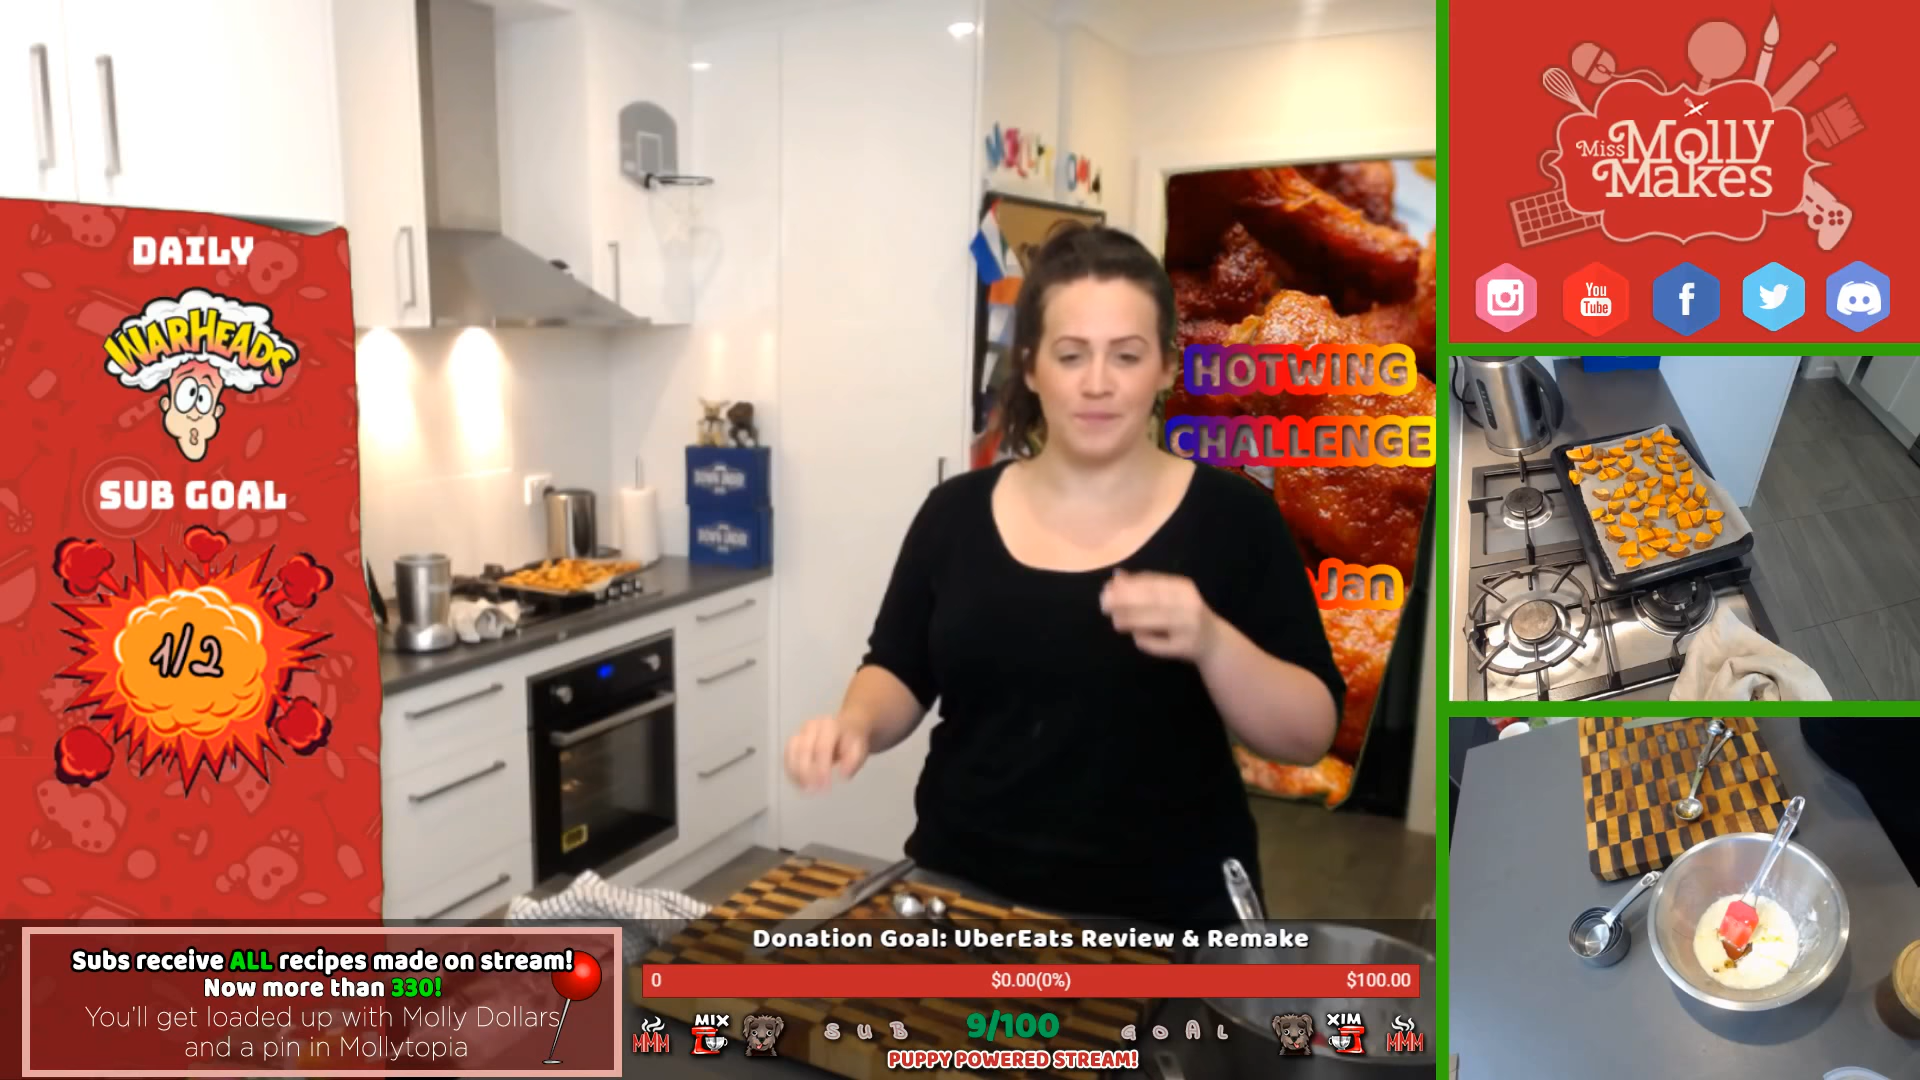 DAILY
WARHEADS
SUB GOAL
1/2
Subs receive ALL recipes made on stream!
Now more than 330!
You'll get loaded up with Molly Dollars
and a pin in Mollytopia
HOTWING
CHALLENGE
Jan
Donation Goal: UberEats Review & Remake
0 $0.00(0%) $100.00
MMM MIX SUB 9/100 GOAL XIM MMM
PUPPY POWERED STREAM!
Miss Molly
Makes
You
Tube